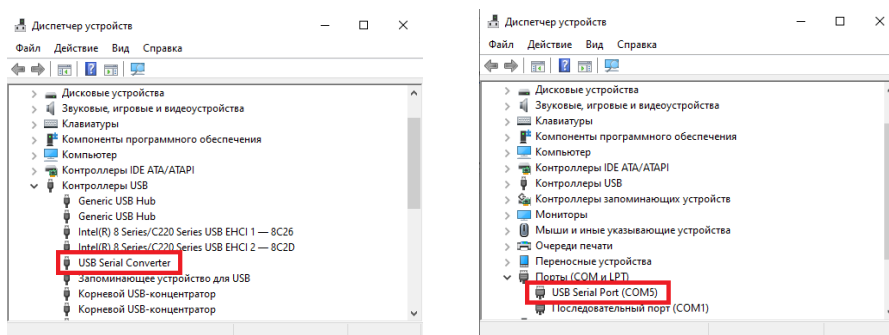 Диспетчер устройств
Файл Действие Вид Справка
Дисковые устройства
Звуковые, игровые и видеоустройства
Клавиатуры
Компоненты программного обеспечения
Компьютер
Контроллеры IDE ATA/ATAPI
Контроллеры USB
Generic USB Hub
Generic USB Hub
Intel(R) 8 Series/C220 Series USB EHCI 1 — 8C26
Intel(R) 8 Series/C220 Series USB EHCI 2 — 8C2D
USB Serial Converter
Запоминающее устройство для USB
Корневой USB-концентратор
Корневой USB-концентратор
Диспетчер устройств
Файл Действие Вид Справка
Дисковые устройства
Звуковые, игровые и видеоустройства
Клавиатуры
Компоненты программного обеспечения
Компьютер
Контроллеры IDE ATA/ATAPI
Контроллеры USB
Контроллеры запоминающих устройств
Мониторы
Мыши и иные указывающие устройства
Очереди печати
Переносные устройства
Порты (COM и LPT)
USB Serial Port (COM5)
Последовательный порт (COM1)